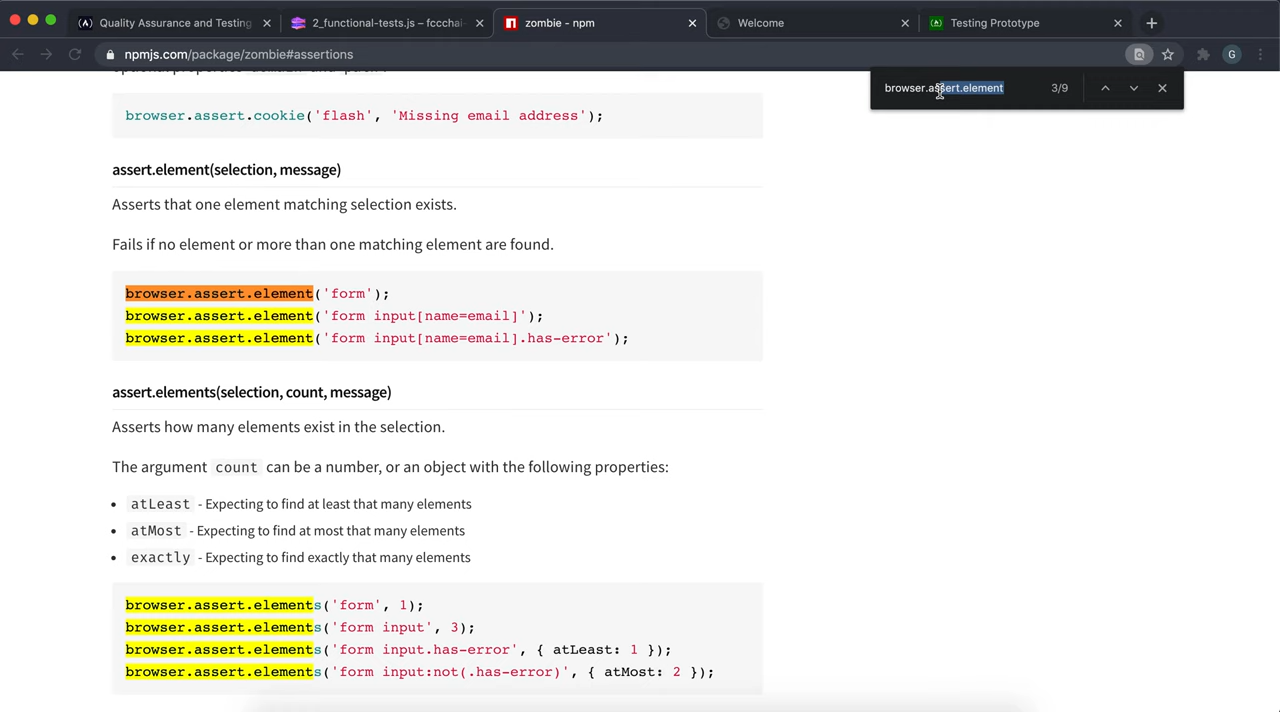 Quality Assurance and Testing
2_functional-tests.js – fccchai-
zombie - npm
Welcome
Testing Prototype
npmjs.com/package/zombie#assertions
G
browser.assert.element
3/9
browser.assert.cookie('flash', 'Missing email address');
assert.element(selection, message)
Asserts that one element matching selection exists.
Fails if no element or more than one matching element are found.
browser.assert.element('form');
browser.assert.element('form input[name=email]');
browser.assert.element('form input[name=email].has-error');
assert.elements(selection, count, message)
Asserts how many elements exist in the selection.
The argument count can be a number, or an object with the following properties:
• atLeast - Expecting to find at least that many elements
• atMost - Expecting to find at most that many elements
• exactly - Expecting to find exactly that many elements
browser.assert.elements('form', 1);
browser.assert.elements('form input', 3);
browser.assert.elements('form input.has-error', { atLeast: 1 });
browser.assert.elements('form input:not(.has-error)', { atMost: 2 });